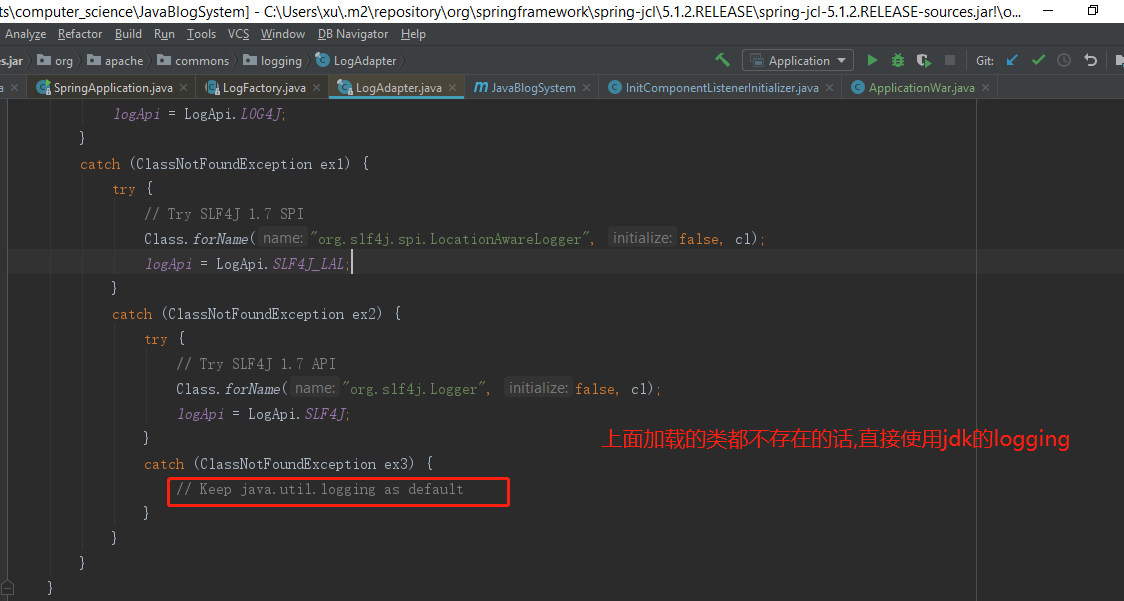 ts\computer_science\JavaBlogSystem] - C:\Users\xu\.m2\repository\org\springframework\spring-jcl\5.1.2.RELEASE\spring-jcl-5.1.2.RELEASE-sources.jar!\o...
Analyze Refactor Build Run Tools VCS Window DB Navigator Help
s.jar org apache commons logging LogAdapter Application Git:
a SpringApplication.java LogFactory.java LogAdapter.java JavaBlogSystem InitComponentListenerInitializer.java ApplicationWar.java
logApi = LogApi.LOG4J;
}
catch (ClassNotFoundException ex1) {
try {
// Try SLF4J 1.7 SPI
Class.forName( name: "org.slf4j.spi.LocationAwareLogger", initialize: false, cl);
logApi = LogApi.SLF4J_LAL;
}
catch (ClassNotFoundException ex2) {
try {
// Try SLF4J 1.7 API
Class.forName( name: "org.slf4j.Logger", initialize: false, cl);
logApi = LogApi.SLF4J;
}
上面加载的类都不存在的话,直接使用jdk的logging
catch (ClassNotFoundException ex3) {
// Keep java.util.logging as default
}
}
}
}